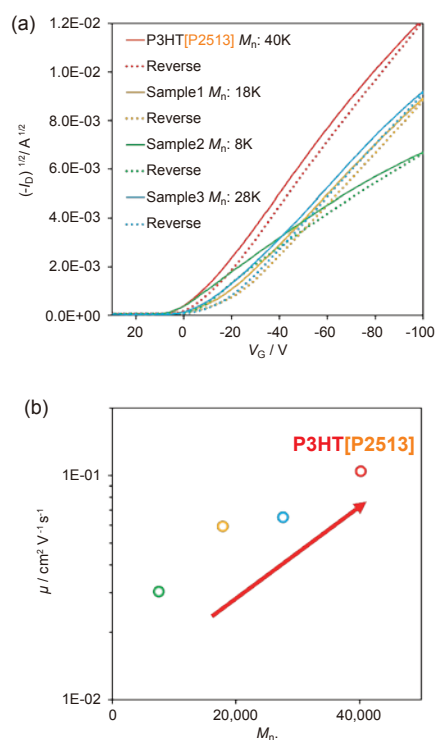 (a)
1.2E-02
1.0E-02
8.0E-03
6.0E-03
4.0E-03
2.0E-03
0.0E+00
(-I_D) ^1/2/ A ^1/2
P3HT[P2513] Mn: 40K
Reverse
Sample1 Mn: 18K
Reverse
Sample2 Mn: 8K
Reverse
Sample3 Mn: 28K
Reverse
20 0 -20 -40 -60 -80 -100
VG / V
(b)
P3HT[P2513]
1E-01
1E-02
μ / cm² V⁻¹ s⁻¹
0 20,000 40,000
Mn.